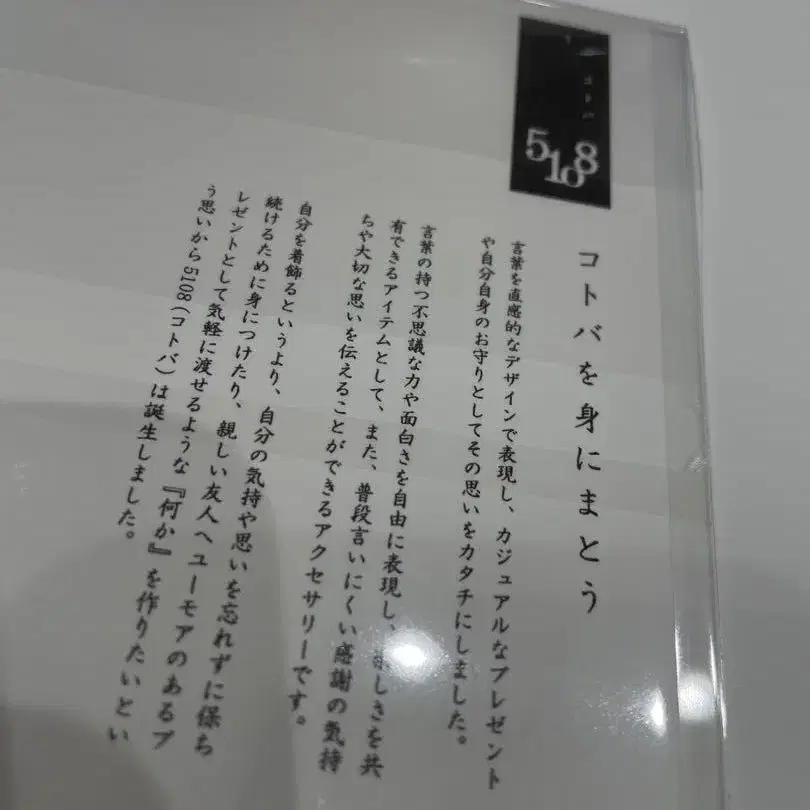 コトバ
5108
コトバを身にまとう
言葉を直感的なデザインで表現し、カジュアルなプレゼント
や自分自身のお守りとしてその思いをカタチにしました。
言葉の持つ不思議な力や面白さを自由に表現し、しさを共
有できるアイテムとして、また、普段言いにくい感謝の気持
ちや大切な思いを伝えることができるアクセサリーです。
自分を着飾るというより、自分の気持や思いを忘れずに保ち
続けるために身につけたり、親しい友人へユーモアのあるプ
レゼントとして気軽に渡せるような『何か』を作りたいとい
う思いから5108(コトバ)は誕生しました。